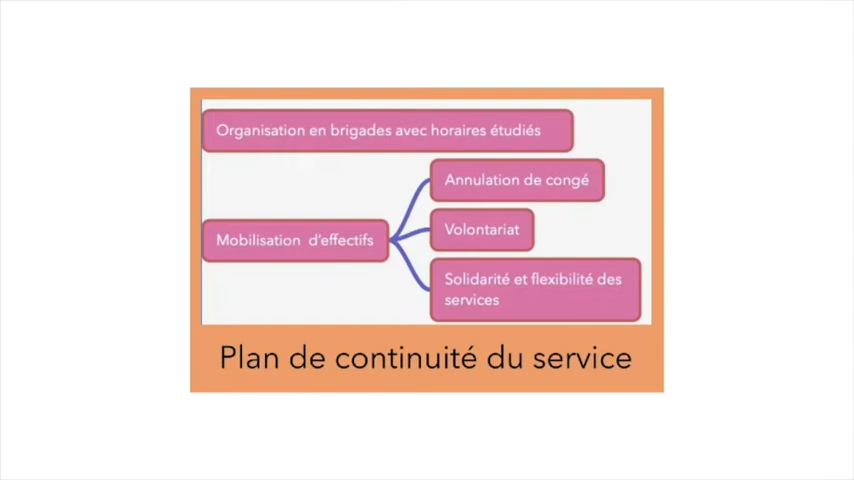 Organisation en brigades avec horaires étudiés
Annulation de congé
Mobilisation d'effectifs
Volontariat
Solidarité et flexibilité des
services
Plan de continuité du service